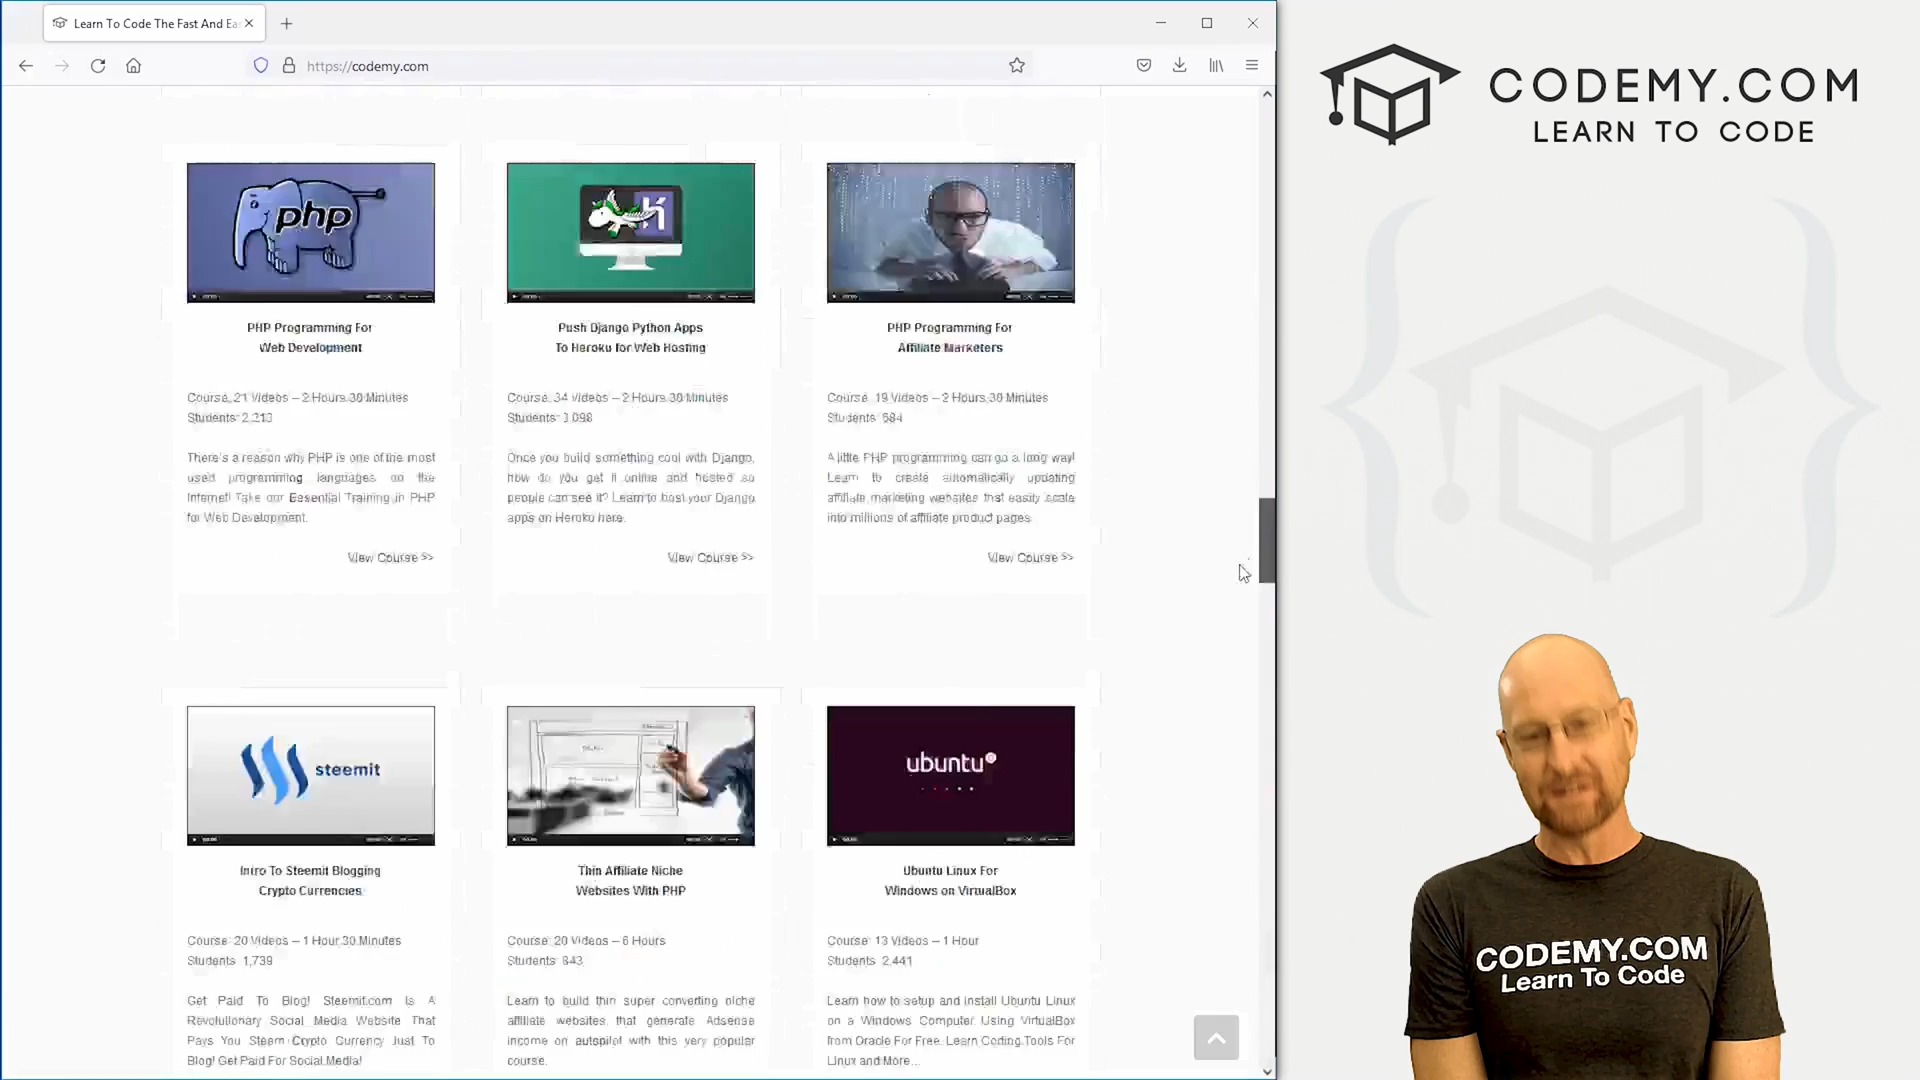 Learn To Code The Fast And Ea
https://codemy.com
CODEMY.COM
LEARN TO CODE
php
PHP Programming For
Web Development
Course: 21 Videos – 2 Hours 30 Minutes
Students: 2,213
There's a reason why PHP is one of the most
used programming languages on the
Internet! Take our Essential Training in PHP
for Web Development.
View Course >>
Push Django Python Apps
To Heroku for Web Hosting
Course: 34 Videos – 2 Hours 30 Minutes
Students: 3,098
Once you build something cool with Django,
how do you get it online and hosted so
people can see it? Learn to host your Django
apps on Heroku here.
View Course >>
PHP Programming For
Affiliate Marketers
Course: 19 Videos – 2 Hours 30 Minutes
Students: 584
A little PHP programming can go a long way!
Learn to create automatically updating
affiliate marketing websites that easily scale
into millions of affiliate product pages.
View Course >>
steemit
Intro To Steemit Blogging
Crypto Currencies
Course: 20 Videos – 1 Hour 30 Minutes
Students: 1,739
Get Paid To Blog! Steemit.com Is A
Revolutionary Social Media Website That
Pays You Steem Crypto Currency Just To
Blog! Get Paid For Social Media!
Thin Affiliate Niche
Websites With PHP
Course: 20 Videos – 6 Hours
Students: 843
Learn to build thin super converting niche
affiliate websites that generate Adsense
income on autopilot with this very popular
course.
ubuntu
Ubuntu Linux For
Windows on VirtualBox
Course: 13 Videos – 1 Hour
Students: 2,441
Learn how to setup and install Ubuntu Linux
on a Windows Computer Using VirtualBox
from Oracle For Free. Learn Coding Tools For
Linux and More...
CODEMY.COM
Learn To Code